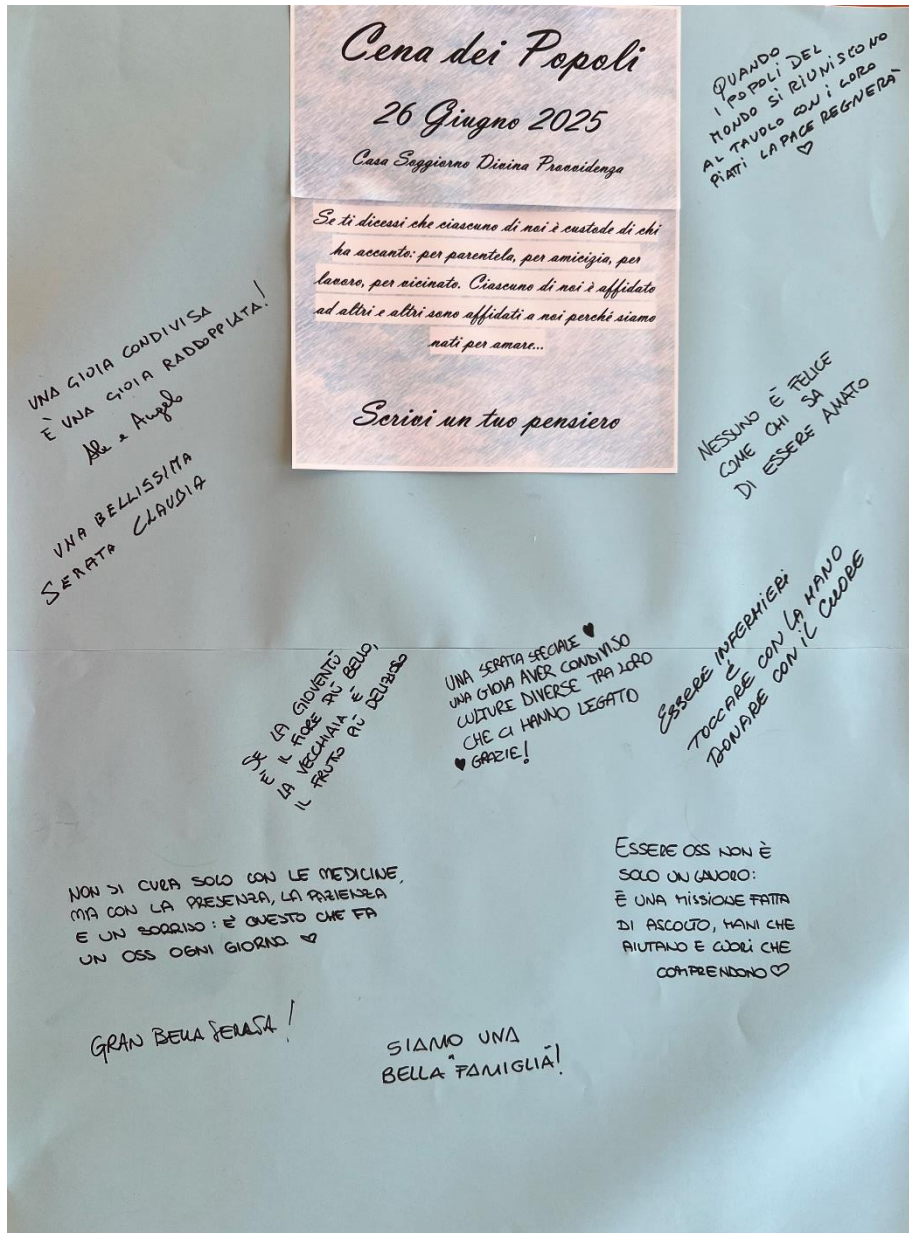 Cena dei Popoli
26 Giugno 2025
Casa Soggiorno Divina Provvidenza
Se ti dicessi che ciascuno di noi è custode di chi
ha accanto: per parentela, per amicizia, per
lavoro, per vicinato. Ciascuno di noi è affidato
ad altri e altri sono affidati a noi perché siamo
nati per amare...
Scrivi un tuo pensiero
QUANDO
I POPOLI DEL
MONDO SI RIUNISCONO
AL TAVOLO CON i LORO
PIATTI LA PACE REGNERÀ
♡
UNA GIOIA CONDIVISA
È UNA GIOIA RADDOPPIATA!
Ale e Angelo
UNA BELLISSIMA
SERATA CLAUDIA
NESSUNO È FELICE
COME CHI SA
DI ESSERE AMATO
SE LA GIOVENTÙ
È IL FIORE PIÙ BELLO,
LA VECCHIAIA È
IL FRUTTO PIÙ DELIZIOSO
UNA SERATA SPECIALE ♥
UNA GIOIA AVER CONDIVISO
CULTURE DIVERSE TRA LORO
CHE CI HANNO LEGATO
♥ GRAZIE!
ESSERE INFERMIERI
È
TOCCARE CON LA MANO
DONARE CON IL CUORE
NON SI CURA SOLO CON LE MEDICINE,
MA CON LA PRESENZA, LA PAZIENZA
E UN SORRISO: È QUESTO CHE FA
UN OSS OGNI GIORNO. ♡
ESSERE OSS NON È
SOLO UN LAVORO:
È UNA MISSIONE FATTA
DI ASCOLTO, MANI CHE
AIUTANO E CUORI CHE
COMPRENDONO ♡
GRAN BELLA SERATA!
SIAMO UNA
BELLA "FAMIGLIA"!